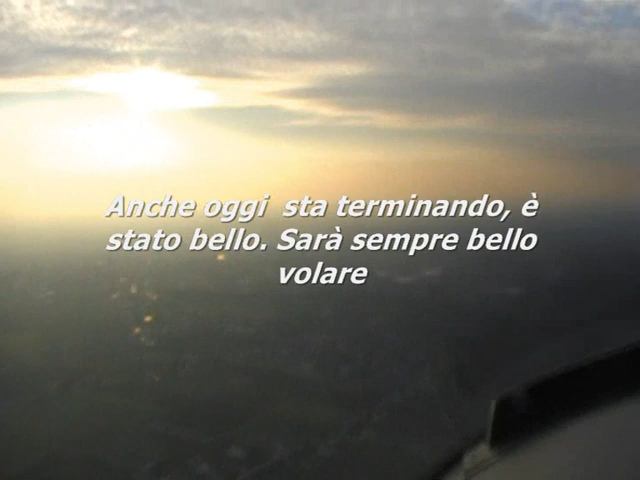 Anche oggi  sta terminando, è
stato bello. Sarà sempre bello
volare